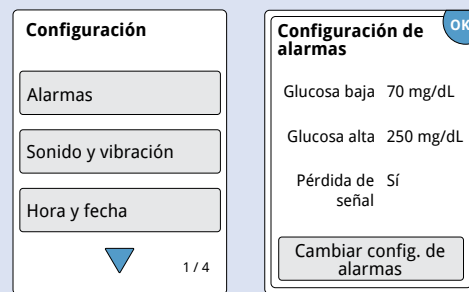 Configuración
Alarmas
Sonido y vibración
Hora y fecha
1 / 4
OK
Configuración de
alarmas
Glucosa baja 70 mg/dL
Glucosa alta 250 mg/dL
Pérdida de Sí
señal
Cambiar config. de
alarmas